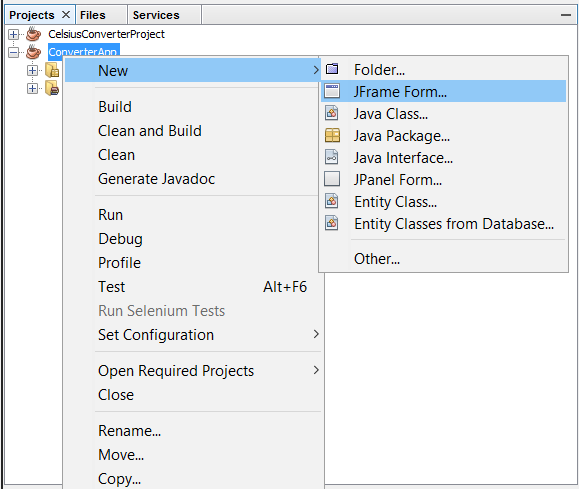 Projects Files Services
CelsiusConverterProject
ConverterApp
New
Build
Clean and Build
Clean
Generate Javadoc
Run
Debug
Profile
Test Alt+F6
Run Selenium Tests
Set Configuration
Open Required Projects
Close
Rename...
Move...
Copy...
Folder...
JFrame Form...
Java Class...
Java Package...
Java Interface...
JPanel Form...
Entity Class...
Entity Classes from Database...
Other...